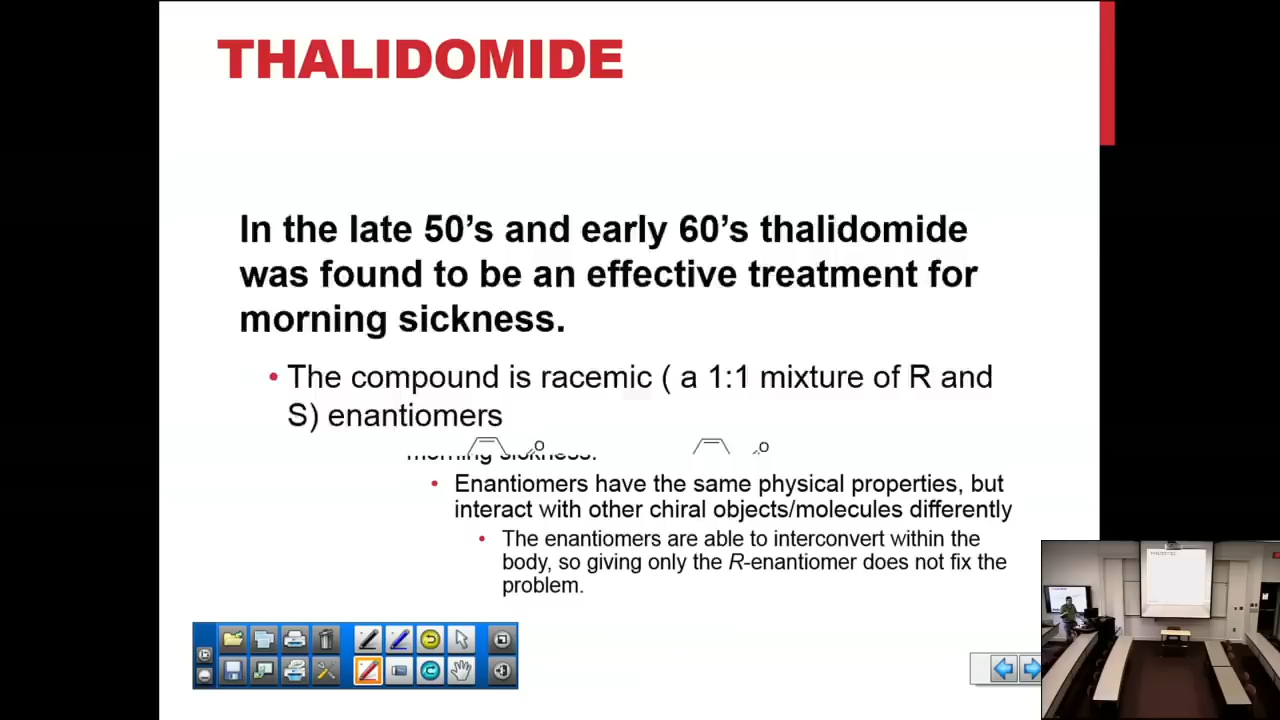 THALIDOMIDE
In the late 50’s and early 60’s thalidomide
was found to be an effective treatment for
morning sickness.
• The compound is racemic ( a 1:1 mixture of R and
S) enantiomers
O
O
morning sickness.
• Enantiomers have the same physical properties, but
interact with other chiral objects/molecules differently
• The enantiomers are able to interconvert within the
body, so giving only the R-enantiomer does not fix the
problem.